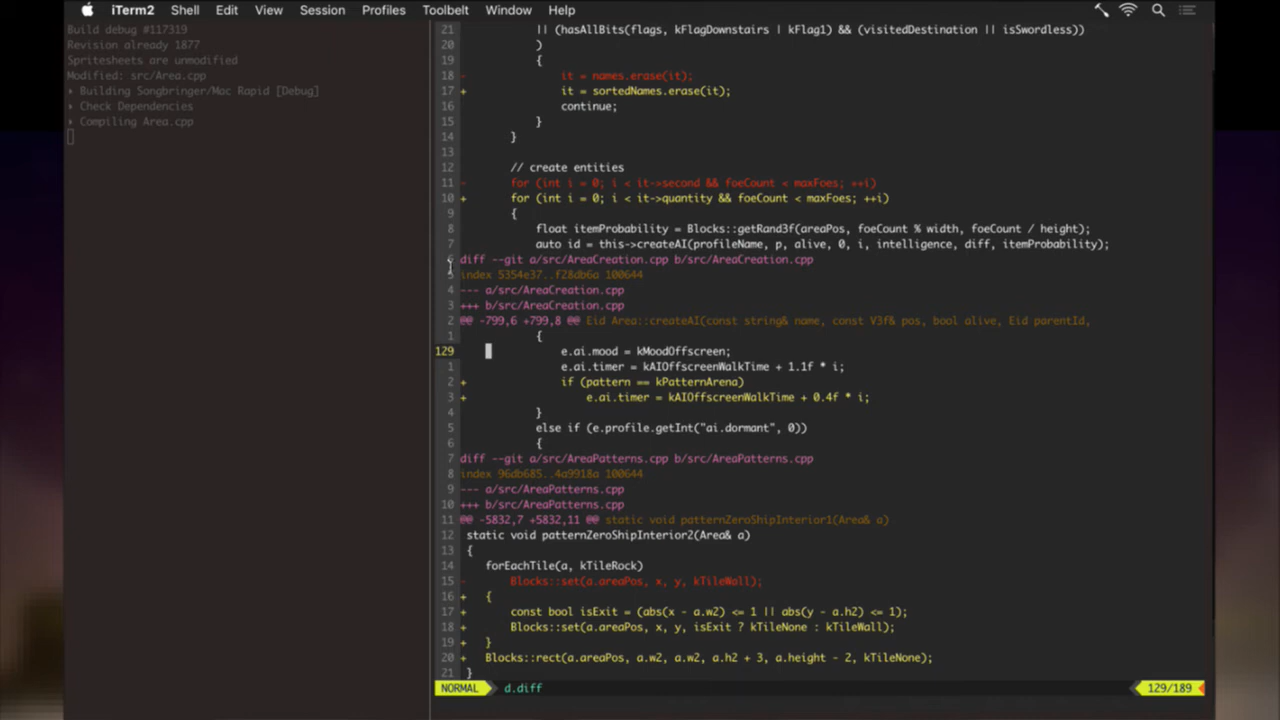 iTerm2 Shell Edit View Session Profiles Toolbelt Window Help
Build debug #117319
Revision already 1877
Spritesheets are unmodified
Modified: src/Area.cpp
▸ Building Songbringer/Mac Rapid [Debug]
▸ Check Dependencies
▸ Compiling Area.cpp
21 || (hasAllBits(flags, kFlagDownstairs | kFlag1) && (visitedDestination || isSwordless))
20 )
19 {
18 - it = names.erase(it);
17 + it = sortedNames.erase(it);
16 continue;
15 }
14 }
13
12 // create entities
11 - for (int i = 0; i < it->second && foeCount < maxFoes; ++i)
10 + for (int i = 0; i < it->quantity && foeCount < maxFoes; ++i)
9 {
8 float itemProbability = Blocks::getRand3f(areaPos, foeCount % width, foeCount / height);
7 auto id = this->createAI(profileName, p, alive, 0, i, intelligence, diff, itemProbability);
6 diff --git a/src/AreaCreation.cpp b/src/AreaCreation.cpp
5 index 5354e37..f28db6a 100644
4 --- a/src/AreaCreation.cpp
3 +++ b/src/AreaCreation.cpp
2 @@ -799,6 +799,8 @@ Eid Area::createAI(const string& name, const V3f& pos, bool alive, Eid parentId,
1 {
129 e.ai.mood = kMoodOffscreen;
1 e.ai.timer = kAIOffscreenWalkTime + 1.1f * i;
2 + if (pattern == kPatternArena)
3 + e.ai.timer = kAIOffscreenWalkTime + 0.4f * i;
4 }
5 else if (e.profile.getInt("ai.dormant", 0))
6 {
7 diff --git a/src/AreaPatterns.cpp b/src/AreaPatterns.cpp
8 index 96db685..4a9918a 100644
9 --- a/src/AreaPatterns.cpp
10 +++ b/src/AreaPatterns.cpp
11 @@ -5832,7 +5832,11 @@ static void patternZeroShipInterior1(Area& a)
12 static void patternZeroShipInterior2(Area& a)
13 {
14 forEachTile(a, kTileRock)
15 - Blocks::set(a.areaPos, x, y, kTileWall);
16 + {
17 + const bool isExit = (abs(x - a.w2) <= 1 || abs(y - a.h2) <= 1);
18 + Blocks::set(a.areaPos, x, y, isExit ? kTileNone : kTileWall);
19 + }
20 + Blocks::rect(a.areaPos, a.w2, a.w2, a.h2 + 3, a.height - 2, kTileNone);
21 }
NORMAL d.diff 129/189